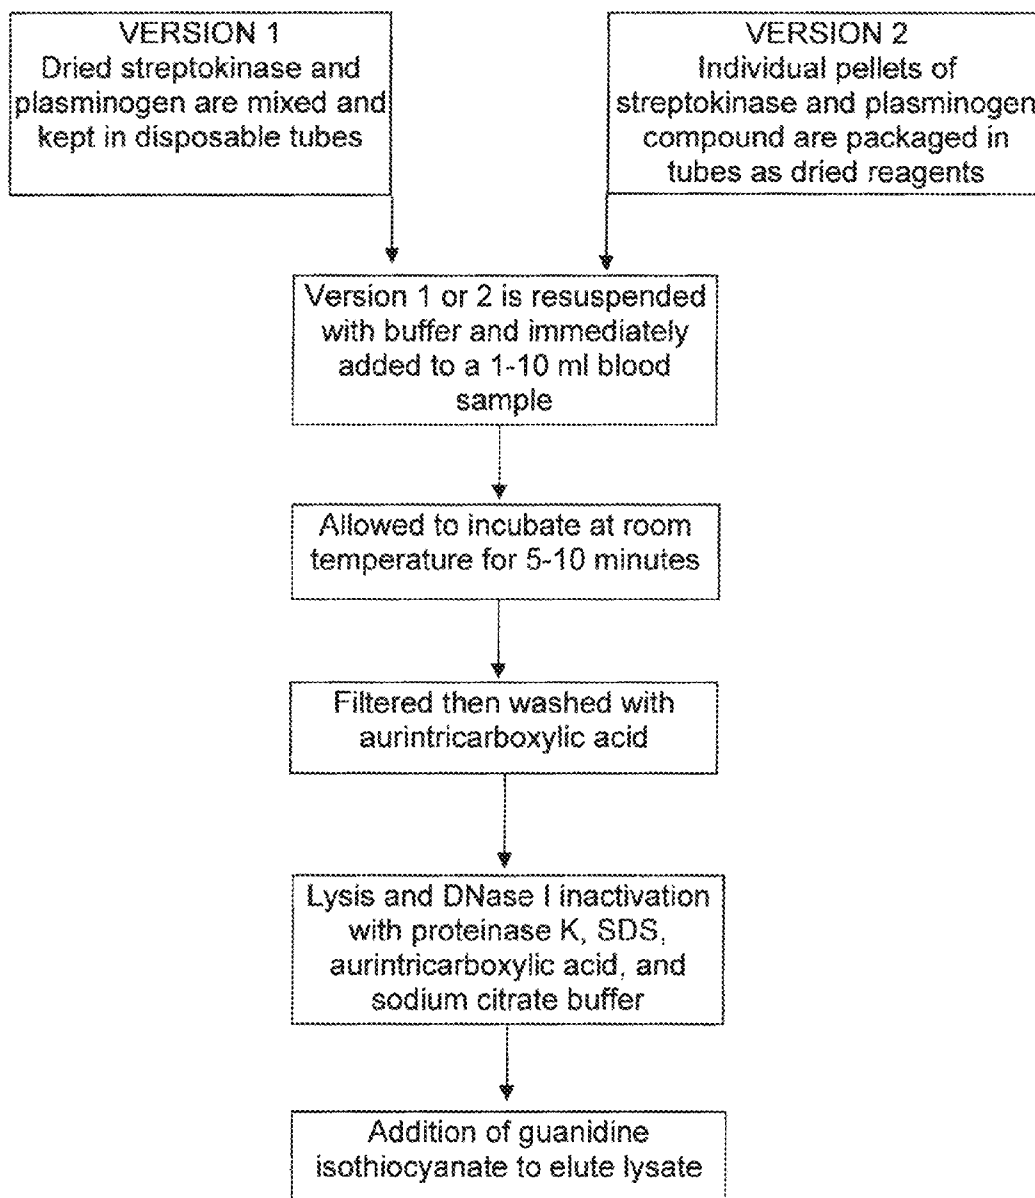 VERSION 1
Dried streptokinase and
plasminogen are mixed and
kept in disposable tubes
VERSION 2
Individual pellets of
streptokinase and plasminogen
compound are packaged in
tubes as dried reagents
Version 1 or 2 is resuspended
with buffer and immediately
added to a 1-10 ml blood
sample
Allowed to incubate at room
temperature for 5-10 minutes
Filtered then washed with
aurintricarboxylic acid
Lysis and DNase I inactivation
with proteinase K, SDS,
aurintricarboxylic acid, and
sodium citrate buffer
Addition of guanidine
isothiocyanate to elute lysate